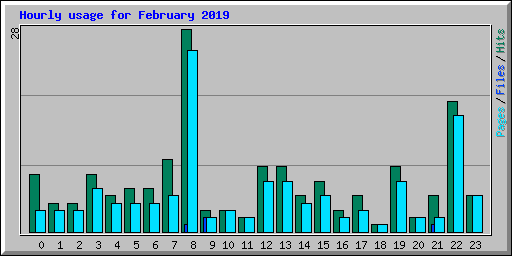 Hourly usage for February 2019
28
Pages / Files / Hits
0 1 2 3 4 5 6 7 8 9 10 11 12 13 14 15 16 17 18 19 20 21 22 23